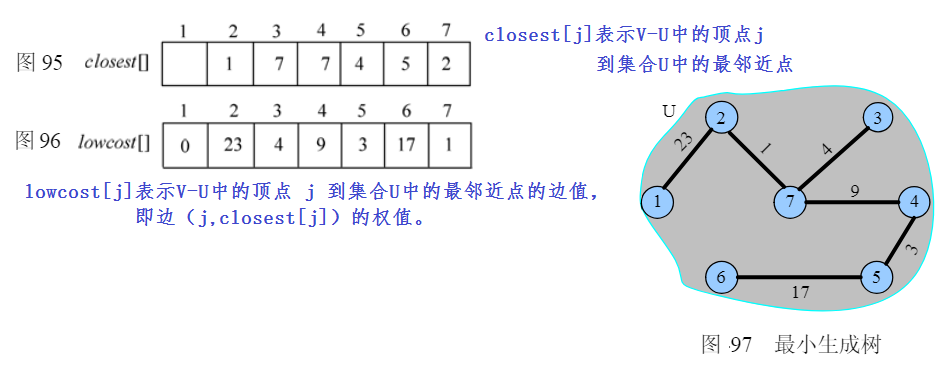 1 2 3 4 5 6 7
图 95 closest[] 1 7 7 4 5 2
closest[j]表示V-U中的顶点j
到集合U中的最邻近点
1 2 3 4 5 6 7
图 96 lowcost[] 0 23 4 9 3 17 1
lowcost[j]表示V-U中的顶点 j 到集合U中的最邻近点的边值,
即边（j,closest[j]）的权值。
U
2 3
23 1 4
1 7 9 4
3
6 17 5
图 97 最小生成树